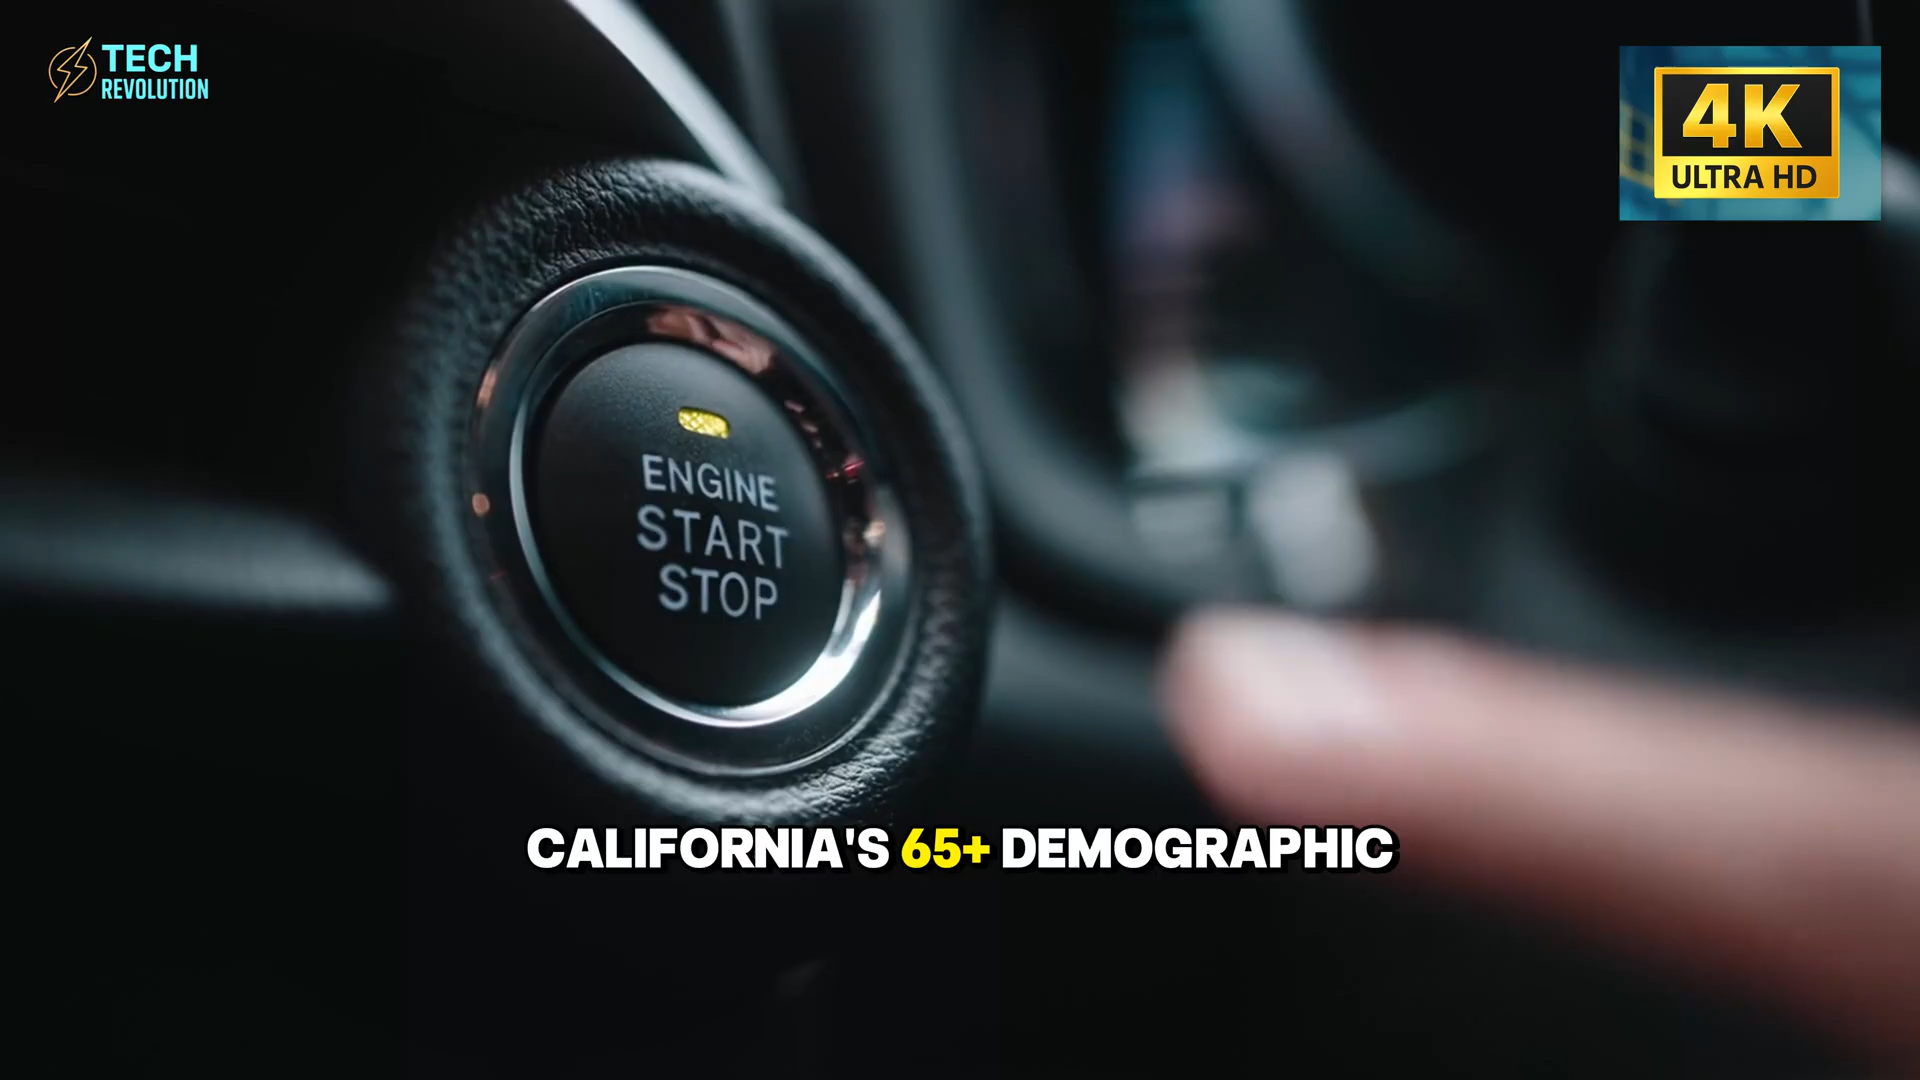 TECH
REVOLUTION
4K
ULTRA HD
ENGINE
START
STOP
CALIFORNIA'S 65+ DEMOGRAPHIC